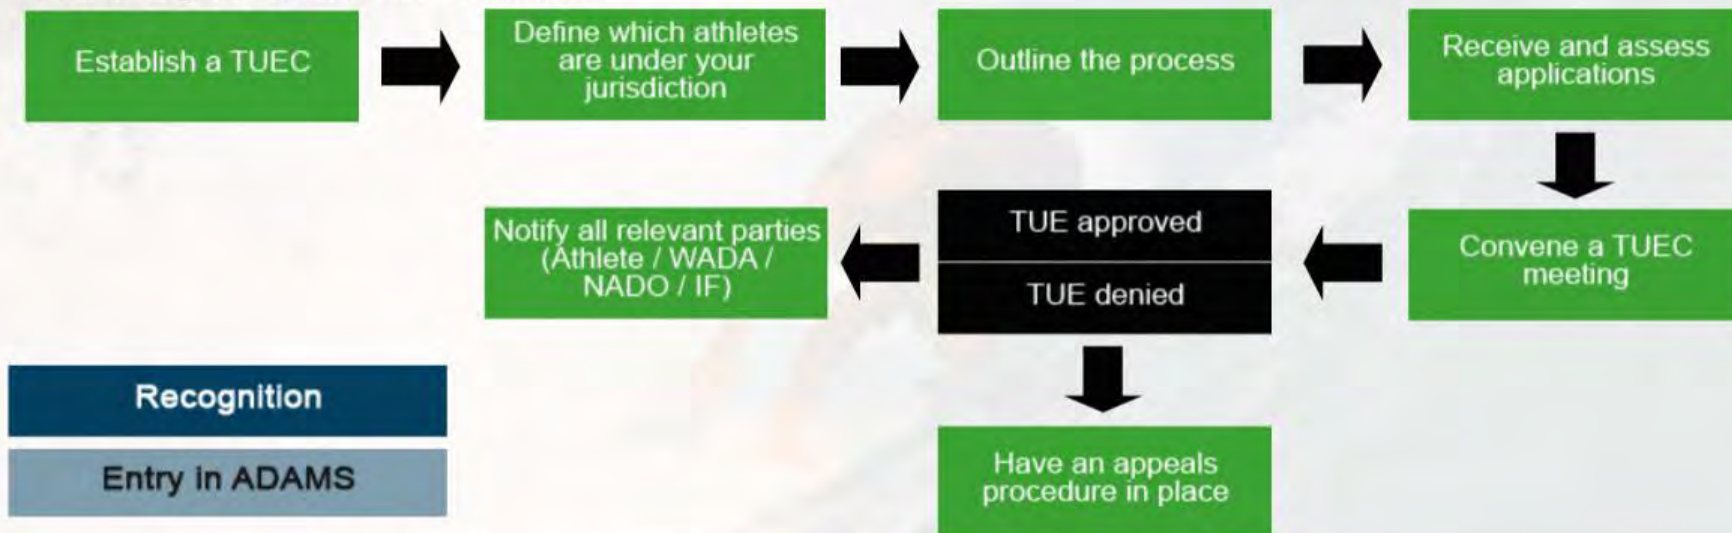 Establish a TUEC
Define which athletes
are under your
jurisdiction
Outline the process
Receive and assess
applications
Convene a TUEC
meeting
TUE approved
TUE denied
Notify all relevant parties
(Athlete / WADA /
NADO / IF)
Have an appeals
procedure in place
Recognition
Entry in ADAMS